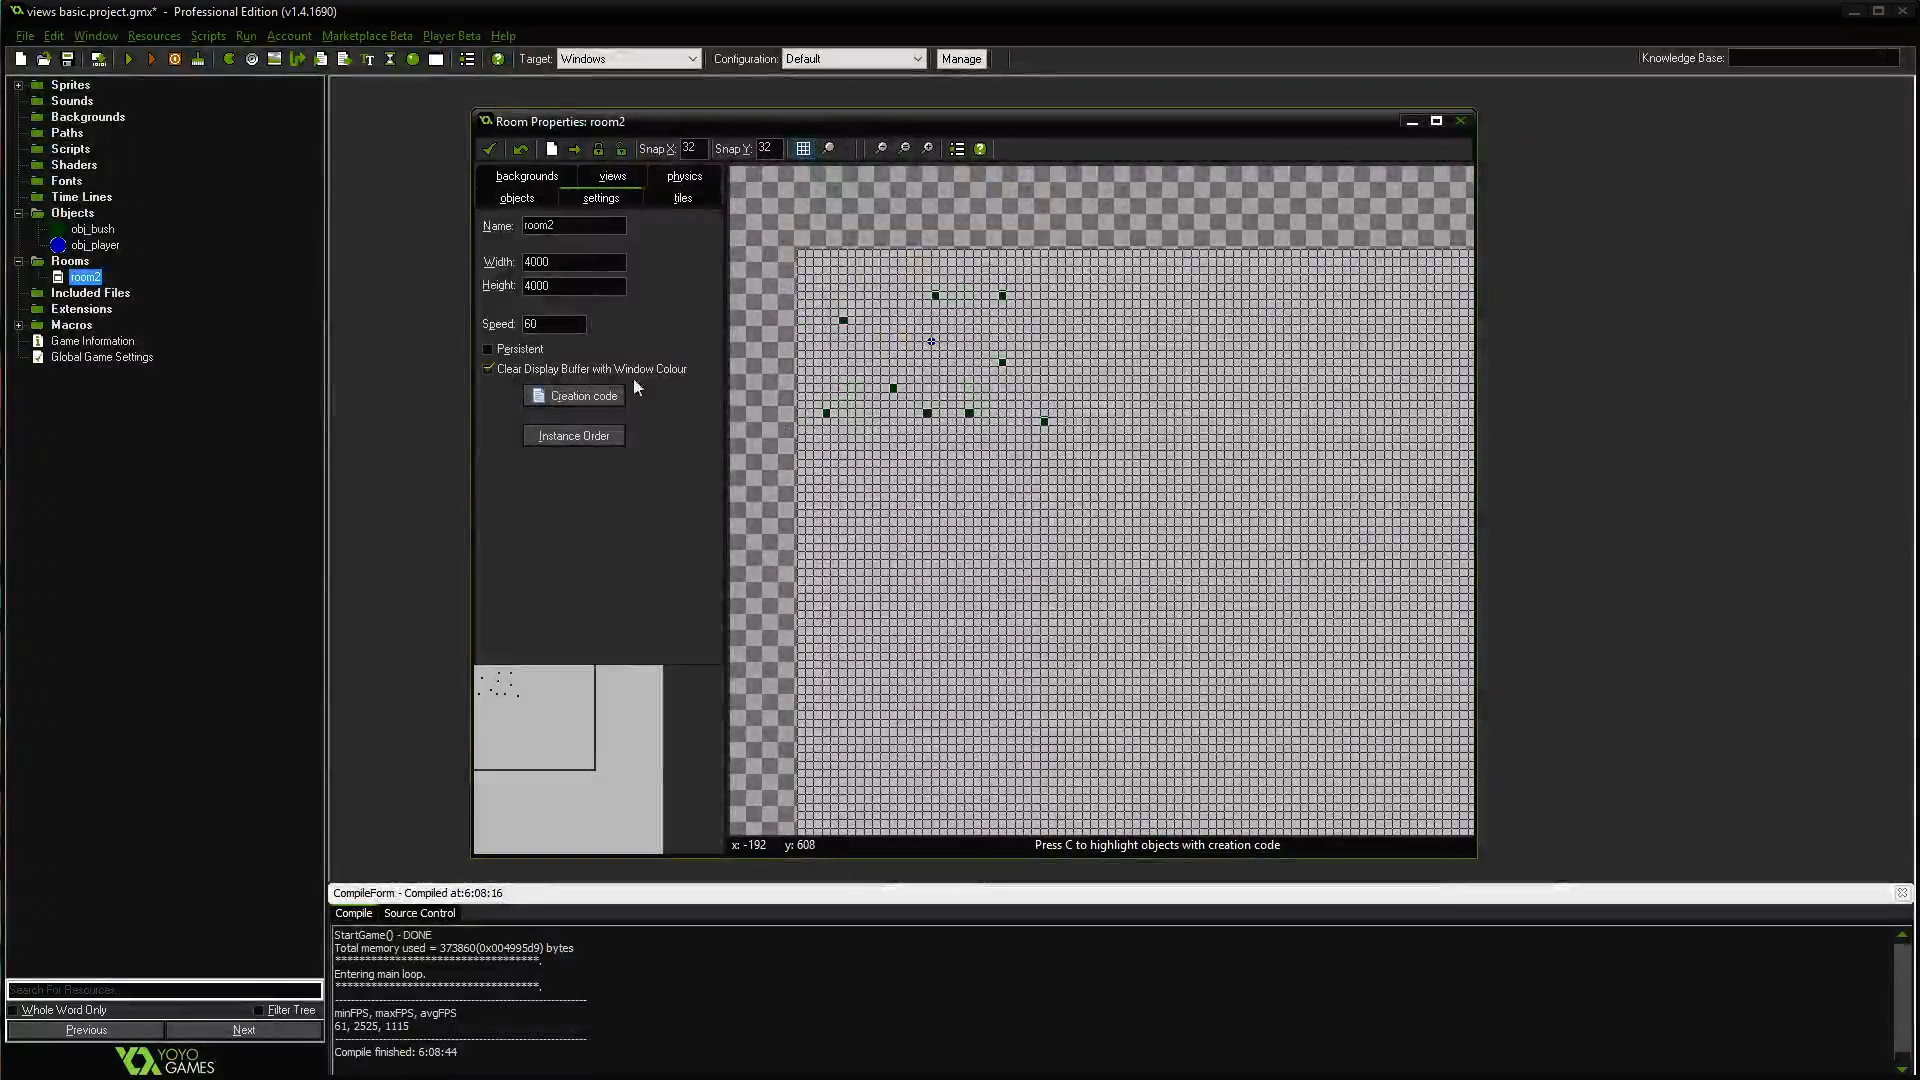 views basic.project.gmx* - Professional Edition (v1.4.1690)
File Edit Window Resources Scripts Run Account Marketplace Beta Player Beta Help
Target: Windows Configuration: Default Manage Knowledge Base:
Sprites
Sounds
Backgrounds
Paths
Scripts
Shaders
Fonts
Time Lines
Objects
obj_bush
obj_player
Rooms
room2
Included Files
Extensions
Macros
Game Information
Global Game Settings
Search For Resources...
Whole Word Only Filter Tree
Previous Next
YOYO
GAMES
Room Properties: room2
Snap X: 32 Snap Y: 32
backgrounds views physics
objects settings tiles
Name: room2
Width: 4000
Height: 4000
Speed: 60
Persistent
Clear Display Buffer with Window Colour
Creation code
Instance Order
x: -192 y: 608 Press C to highlight objects with creation code
CompileForm - Compiled at:6:08:16
Compile Source Control
StartGame() - DONE
Total memory used = 373860(0x004995d9) bytes
**********************************.
Entering main loop.
**********************************.
---------------------------------------------------------------
minFPS, maxFPS, avgFPS
61, 2525, 1115
---------------------------------------------------------------
Compile finished: 6:08:44